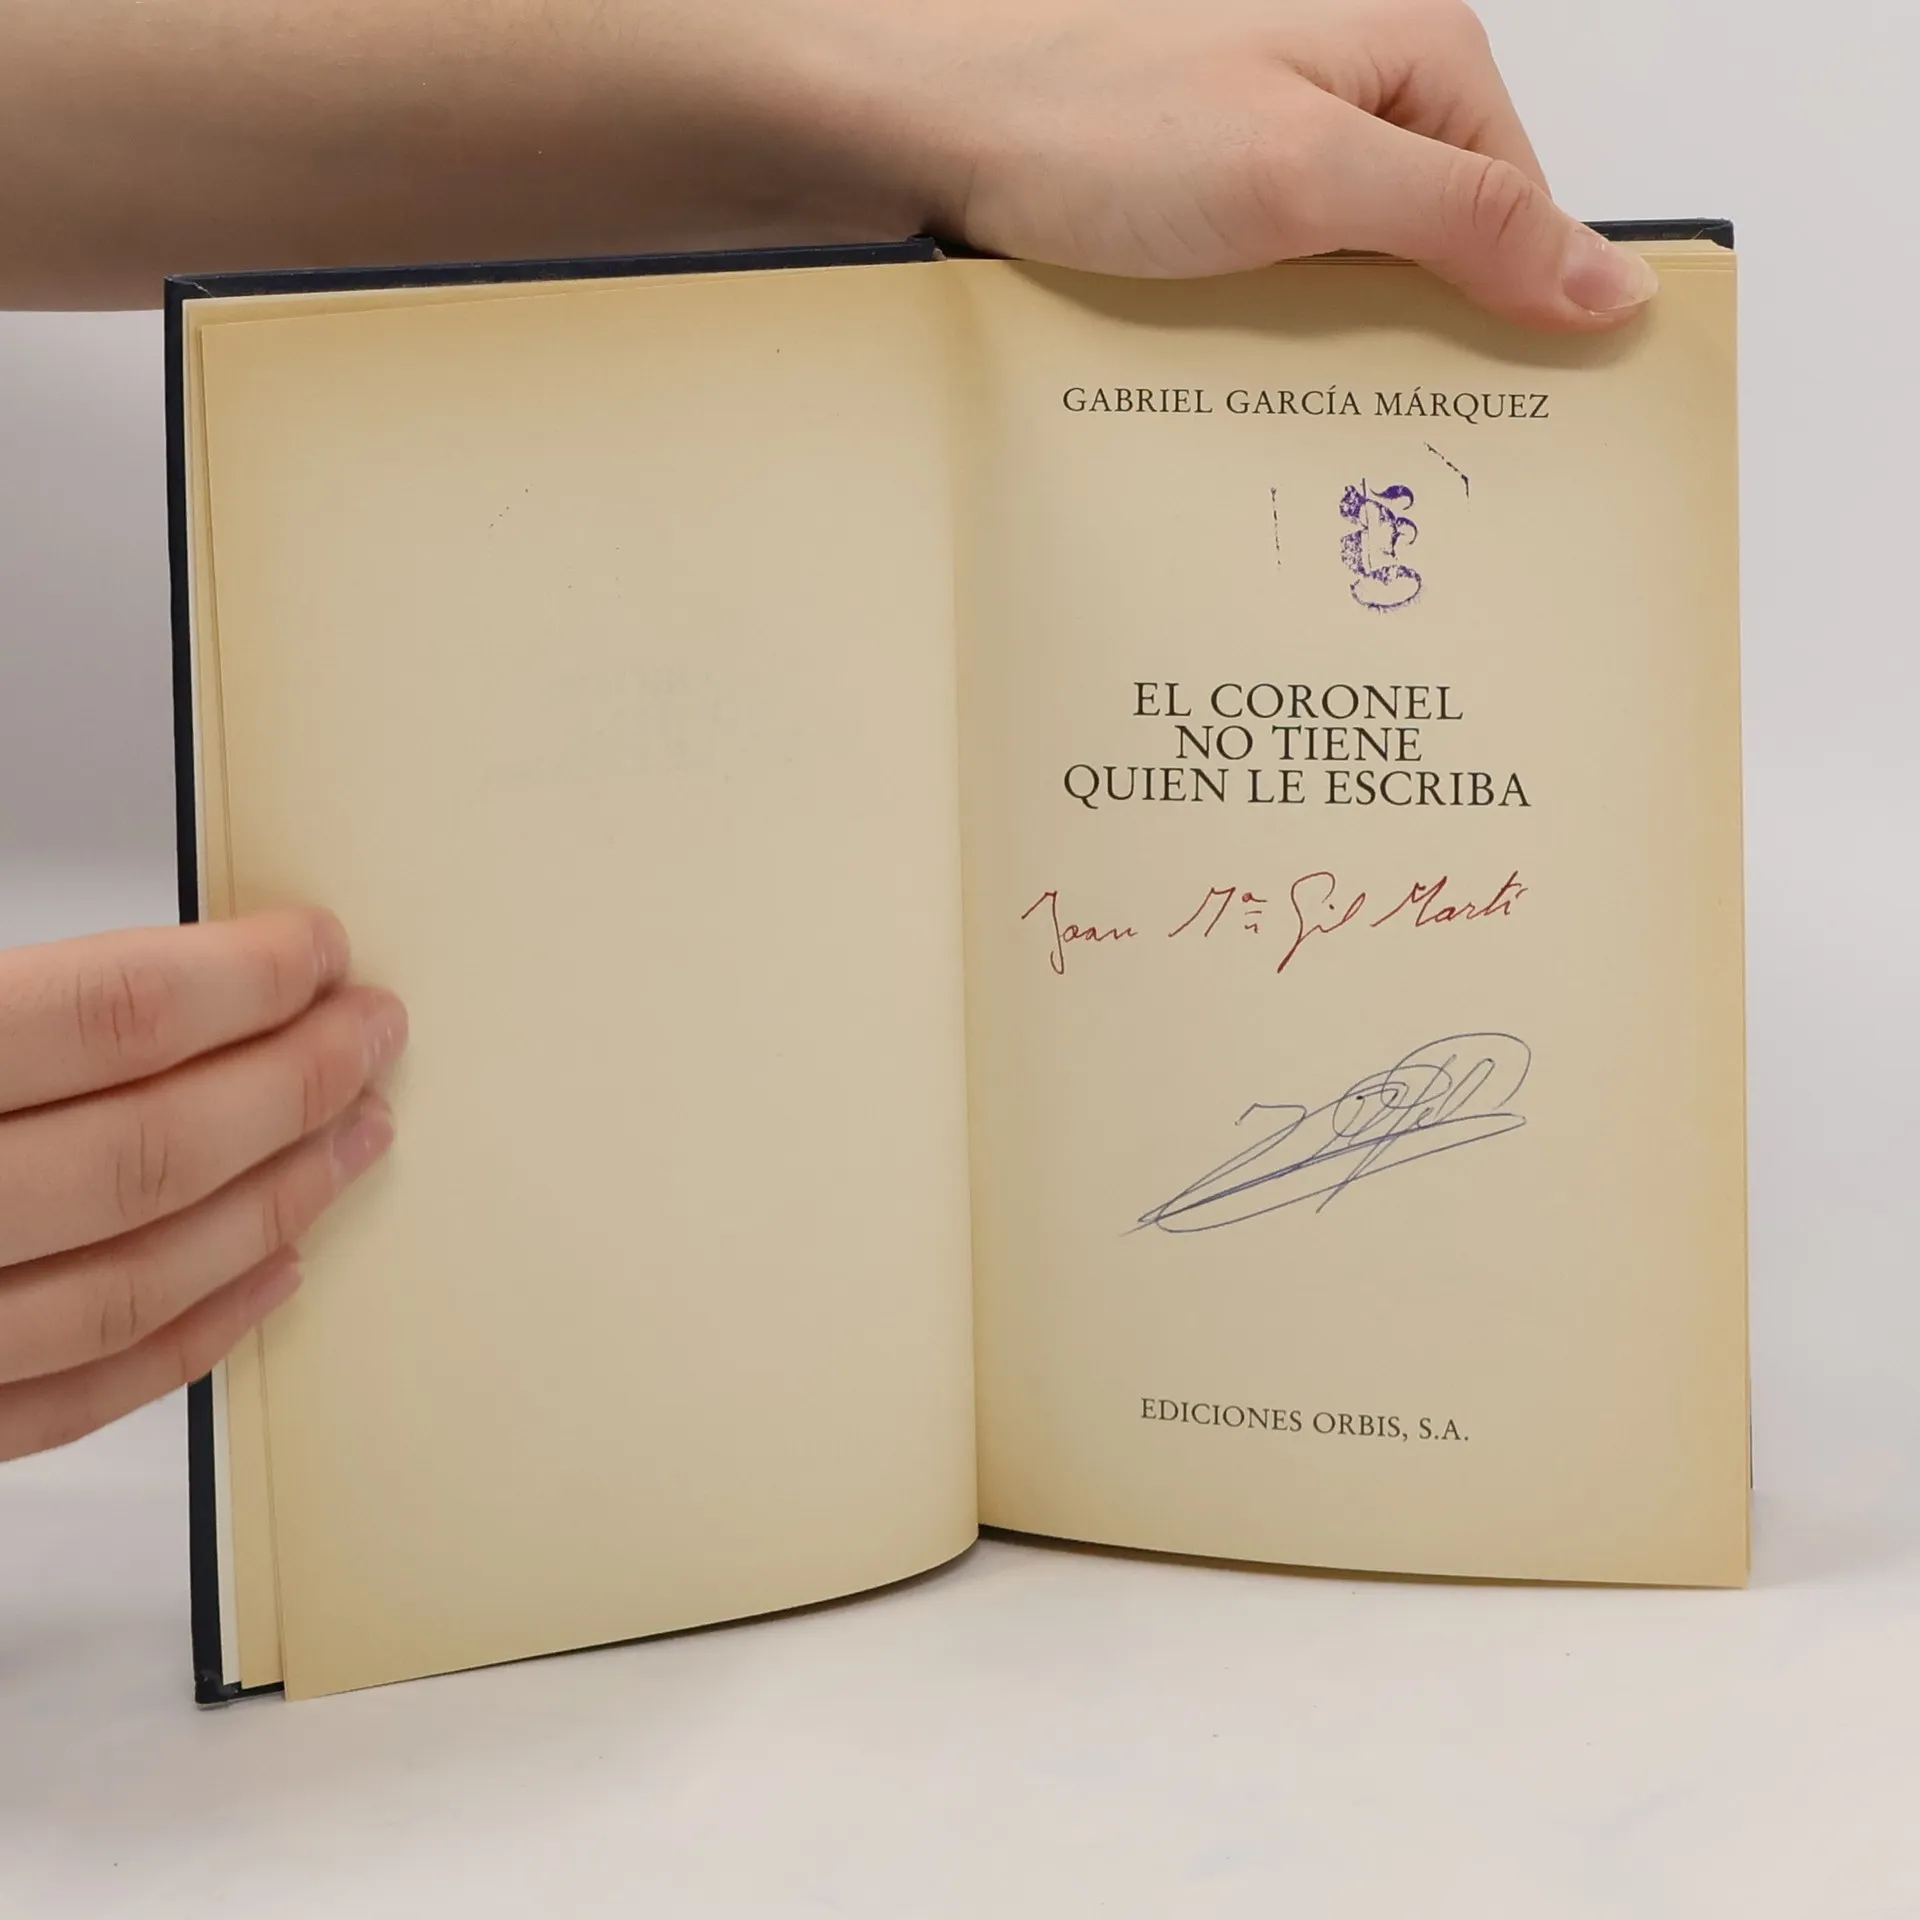 GABRIEL GARCÍA MÁRQUEZ
EL CORONEL
NO TIENE
QUIEN LE ESCRIBA
Joan Mª Gil Martí
EDICIONES ORBIS, S.A.